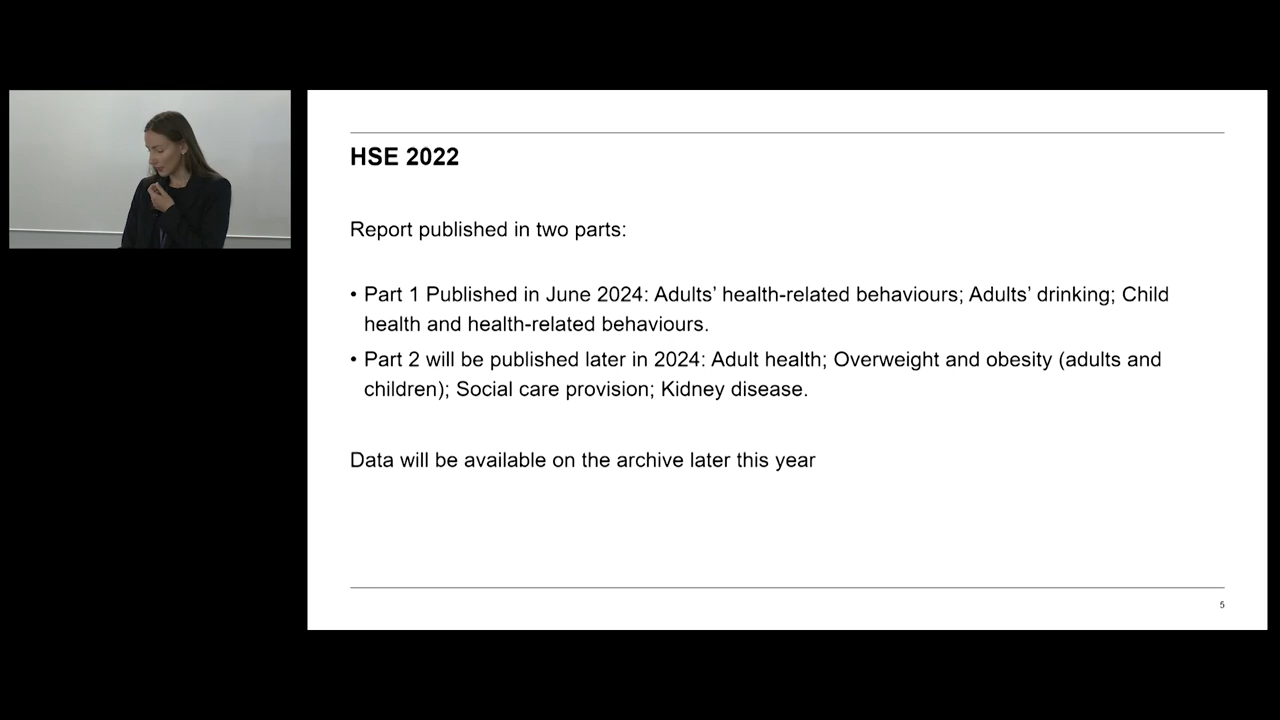 HSE 2022
Report published in two parts:
• Part 1 Published in June 2024: Adults’ health-related behaviours; Adults’ drinking; Child
health and health-related behaviours.
• Part 2 will be published later in 2024: Adult health; Overweight and obesity (adults and
children); Social care provision; Kidney disease.
Data will be available on the archive later this year
5